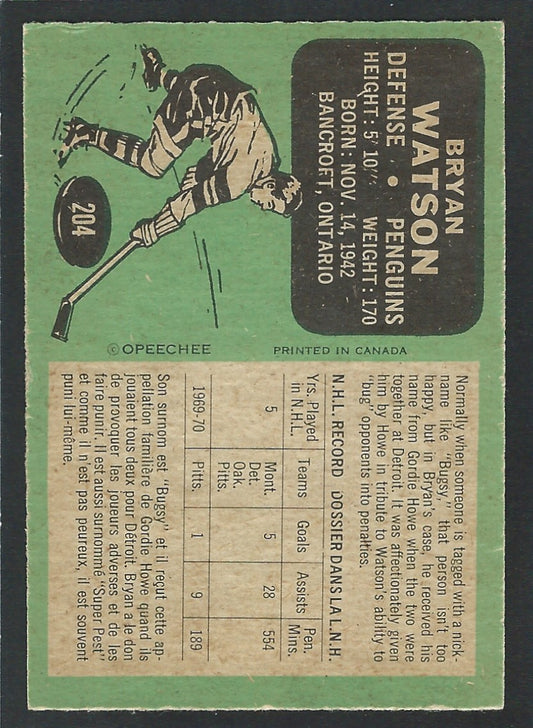 BRYAN
WATSON
DEFENSE • PENGUINS
HEIGHT: 5' 10" WEIGHT: 170
BORN: NOV. 14, 1942
BANCROFT, ONTARIO
204
© OPEECHEE PRINTED IN CANADA
Normally when someone is tagged with a nick-
name like "Bugsy," that person isn't too
happy, but in Bryan's case, he received his
name from Gordie Howe when the two were
together at Detroit. It was affectionately given
him by Howe in tribute to Watson's ability to
"bug" opponents into penalties.
N.H.L. RECORD DOSSIER DANS LA L.N.H.
Yrs. Played Teams Goals Assists Pen.
in N.H.L. Mins.
5 Mont. 5 28 554
Det.
Oak.
Pitts.
1969-70 Pitts. 1 9 189
Son surnom est "Bugsy" et il reçut cette ap-
pellation familière de Gordie Howe quand ils
jouaient tous deux pour Détroit. Bryan a le don
de provoquer les joueurs adverses et de les
faire punir. Il est aussi surnommé "Super Pest"
et comme il n'est pas peureux, il est souvent
puni lui-même.